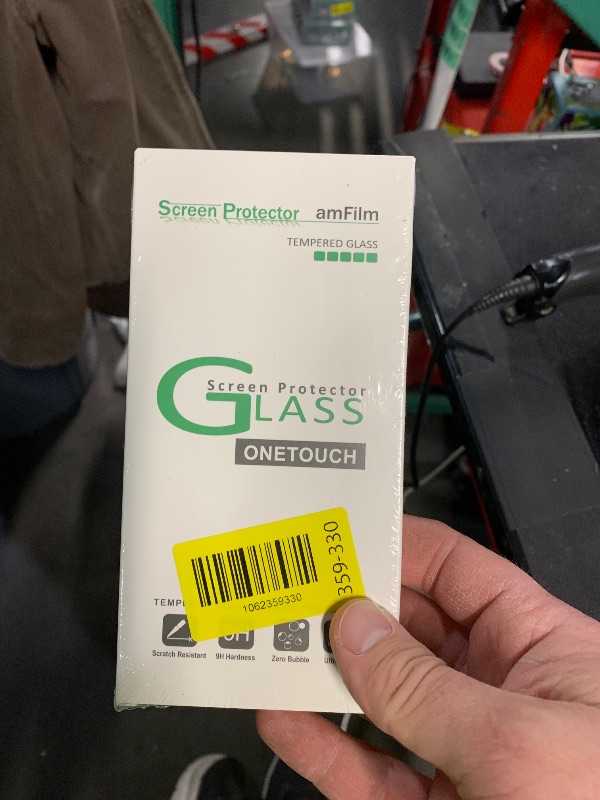 Screen Protector amFilm
TEMPERED GLASS
Screen Protector
GLASS
ONETOUCH
359-330
1062359330
Scratch Resistant 9H Hardness Zero Bubble